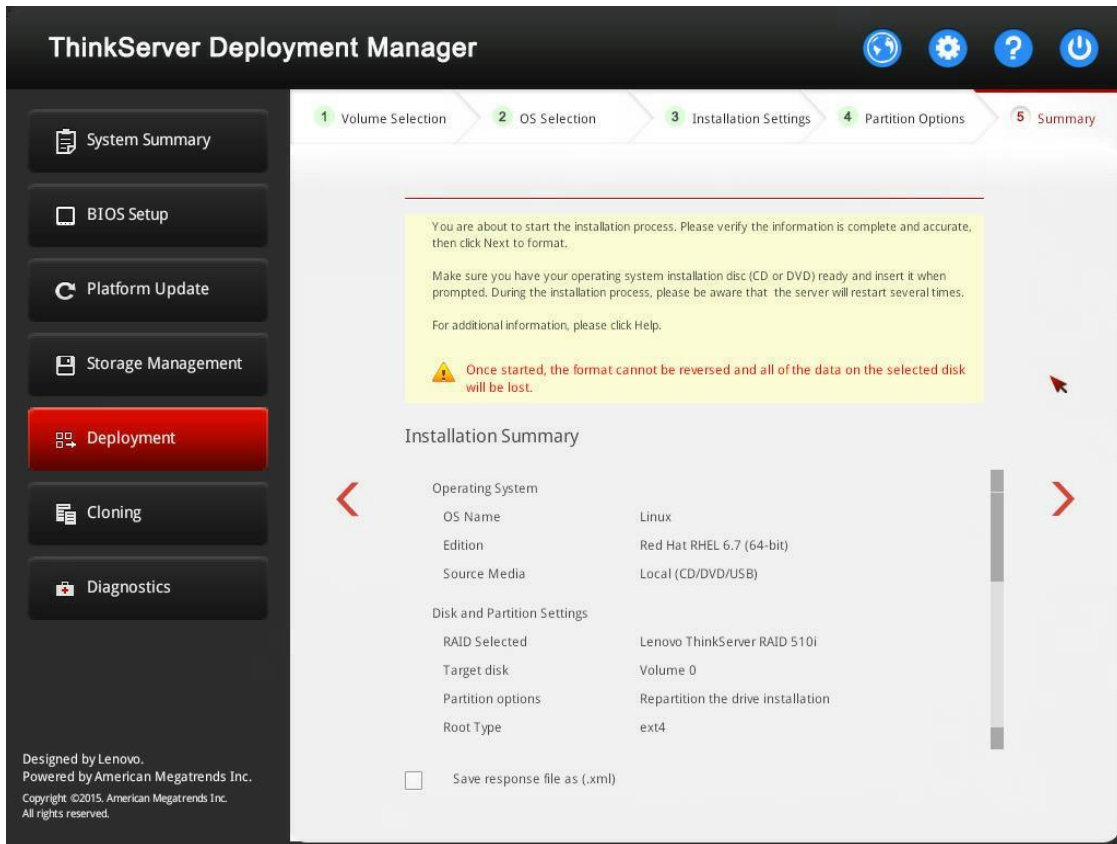 ThinkServer Deployment Manager
System Summary
BIOS Setup
Platform Update
Storage Management
Deployment
Cloning
Diagnostics
Designed by Lenovo.
Powered by American Megatrends Inc.
Copyright ©2015. American Megatrends Inc.
All rights reserved.
1 Volume Selection
2 OS Selection
3 Installation Settings
4 Partition Options
5 Summary
You are about to start the installation process. Please verify the information is complete and accurate,
then click Next to format.
Make sure you have your operating system installation disc (CD or DVD) ready and insert it when
prompted. During the installation process, please be aware that the server will restart several times.
For additional information, please click Help.
Once started, the format cannot be reversed and all of the data on the selected disk
will be lost.
Installation Summary
Operating System
OS Name Linux
Edition Red Hat RHEL 6.7 (64-bit)
Source Media Local (CD/DVD/USB)
Disk and Partition Settings
RAID Selected Lenovo ThinkServer RAID 510i
Target disk Volume 0
Partition options Repartition the drive installation
Root Type ext4
Save response file as (.xml)